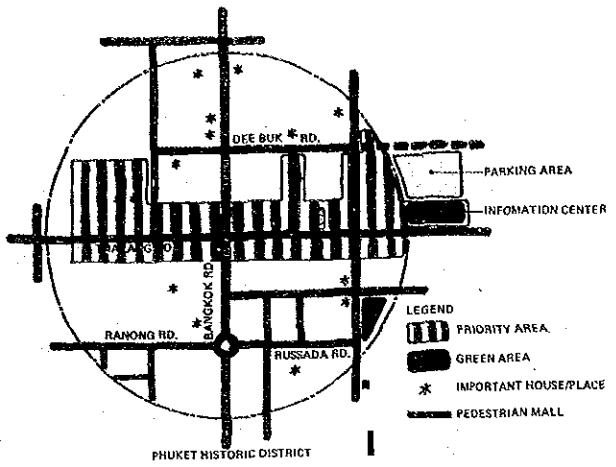 DEE BUK RD.
PARKING AREA
INFOMATION CENTER
BANGKOK RD.
LEGEND
PRIORITY AREA
GREEN AREA
IMPORTANT HOUSE/PLACE
PEDESTRIAN MALL
RANONG RD.
RUSSADA RD.
PHUKET HISTORIC DISTRICT